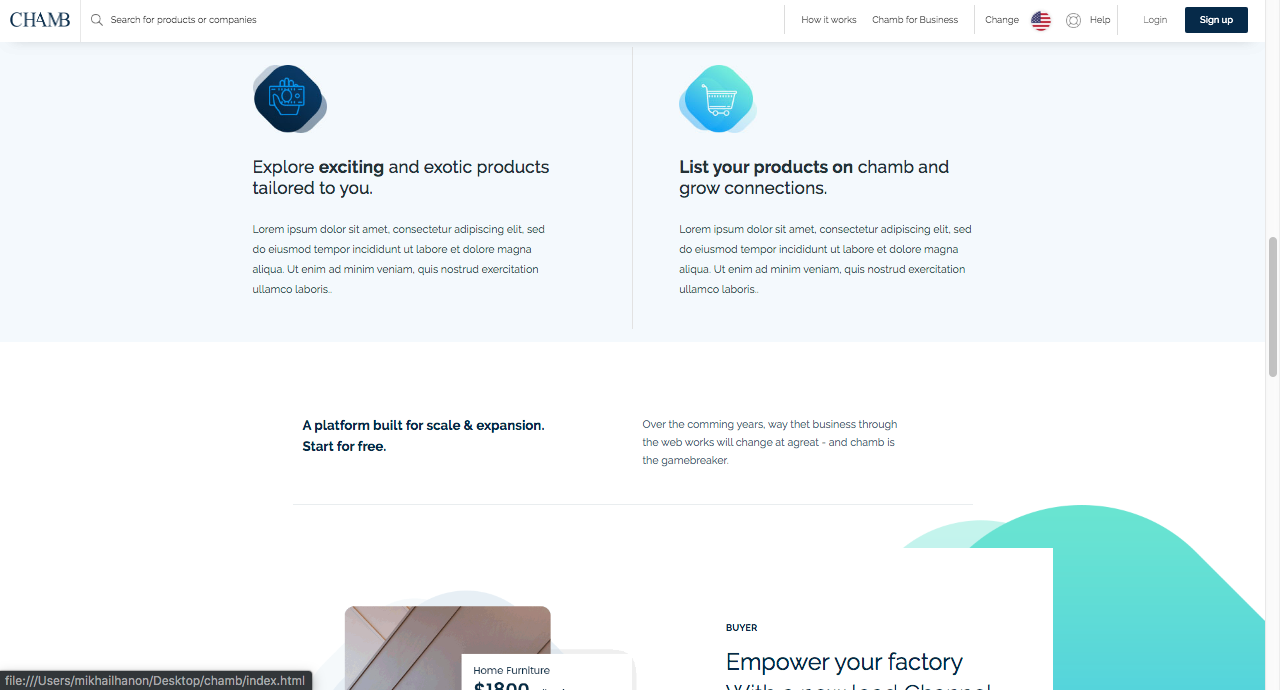 CHAMB
Search for products or companies
How it works
Chamb for Business
Change
Help
Login
Sign up
Explore exciting and exotic products
tailored to you.
Lorem ipsum dolor sit amet, consectetur adipiscing elit, sed
do eiusmod tempor incididunt ut labore et dolore magna
aliqua. Ut enim ad minim veniam, quis nostrud exercitation
ullamco laboris..
List your products on chamb and
grow connections.
Lorem ipsum dolor sit amet, consectetur adipiscing elit, sed
do eiusmod tempor incididunt ut labore et dolore magna
aliqua. Ut enim ad minim veniam, quis nostrud exercitation
ullamco laboris..
A platform built for scale & expansion.
Start for free.
Over the comming years, way thet business through
the web works will change at agreat - and chamb is
the gamebreaker.
Home Furniture
$1800
BUYER
Empower your factory
With a new lead Channel
file:///Users/mikhailhanon/Desktop/chamb/index.html